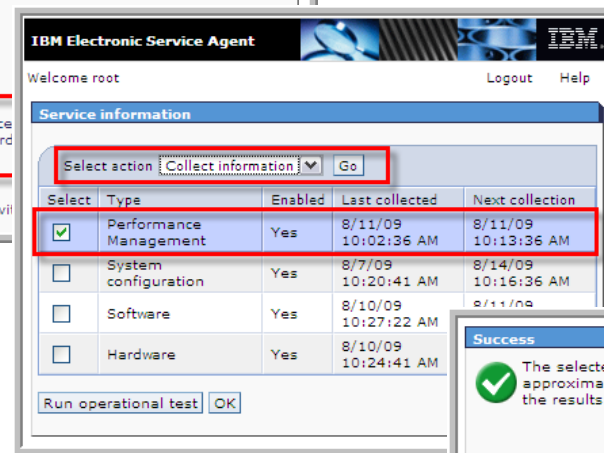 IBM Electronic Service Agent
IBM.
Welcome root
Logout Help
Service information
Select action Collect information Go
Select Type Enabled Last collected Next collection
Performance Management Yes 8/11/09 10:02:36 AM 8/11/09 10:13:36 AM
System configuration Yes 8/7/09 10:20:41 AM 8/14/09 10:16:36 AM
Software Yes 8/10/09 10:27:22 AM 8/11/09
Hardware Yes 8/10/09 10:24:41 AM
Run operational test OK
Success
The selecte
approxima
the results